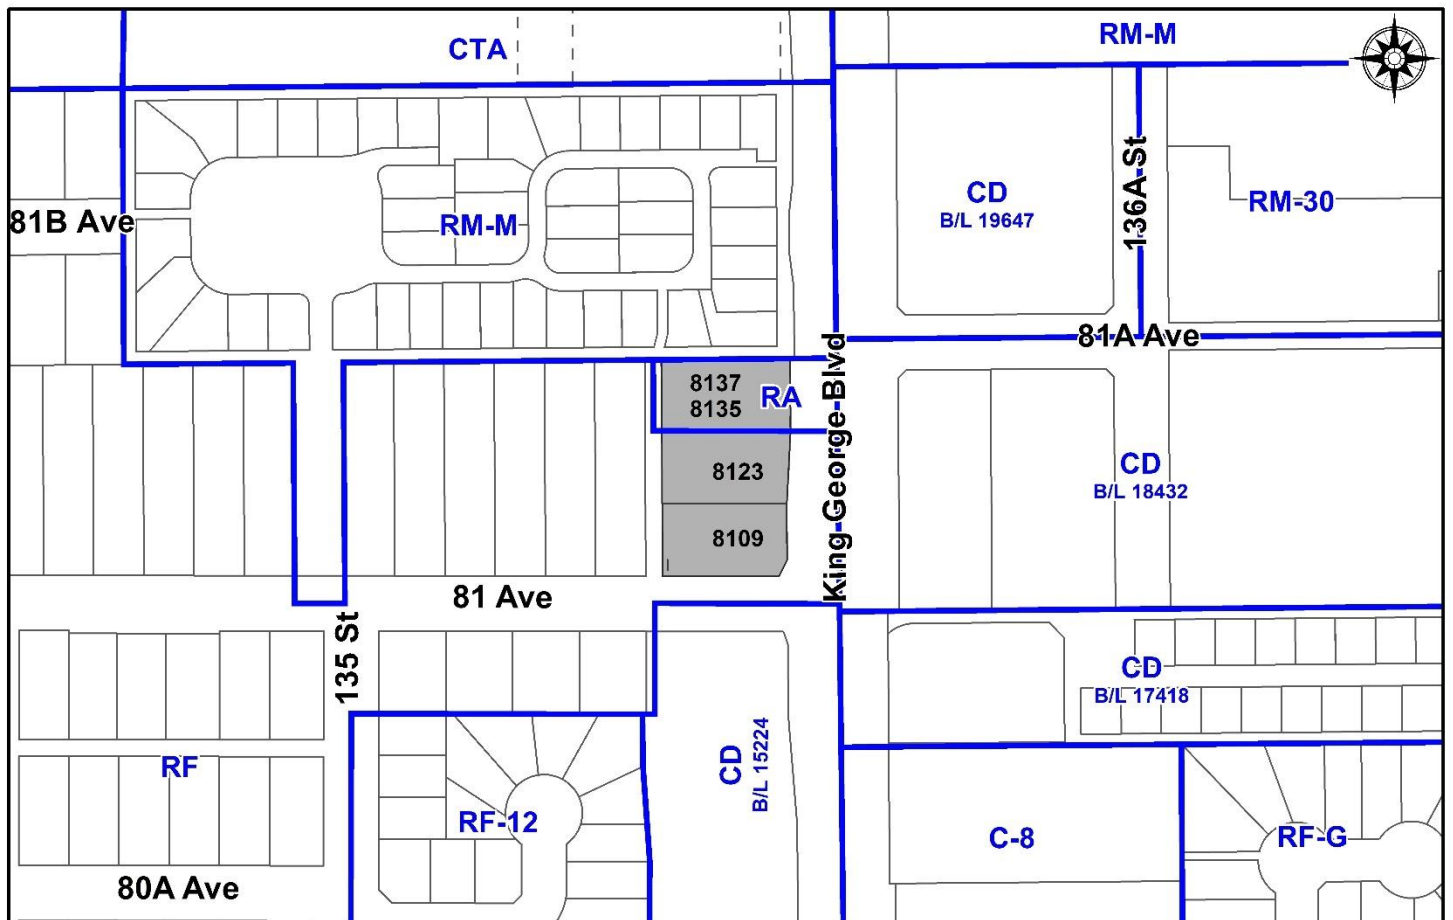 CTA
RM-M
CD
B/L 19647
136A St
RM-30
81B Ave
RM-M
81A Ave
King George Blvd
8137
8135
RA
8123
8109
CD
B/L 18432
81 Ave
135 St
CD
B/L 17418
RF
CD
B/L 15224
RF-12
C-8
RF-G
80A Ave